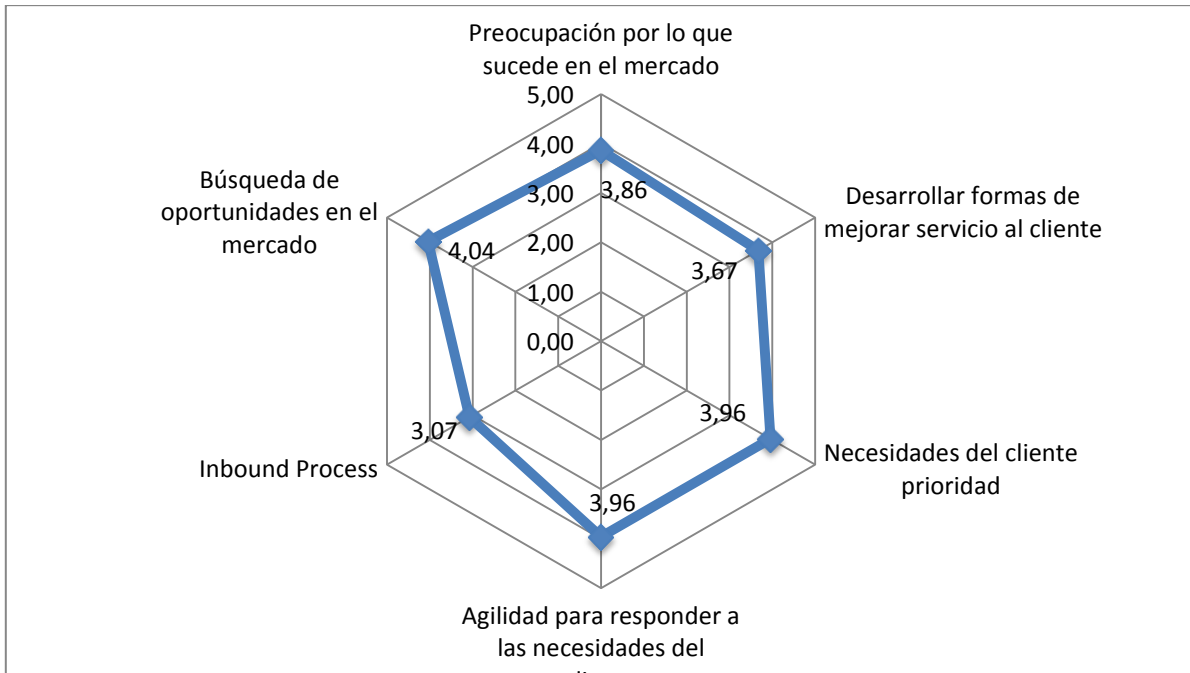 Preocupación por lo que
sucede en el mercado
5,00
4,00
3,00
2,00
1,00
0,00
3,86
Desarrollar formas de
mejorar servicio al cliente
3,67
Necesidades del cliente
prioridad
3,96
Agilidad para responder a
las necesidades del
3,96
Inbound Process
3,07
Búsqueda de
oportunidades en el
mercado
4,04